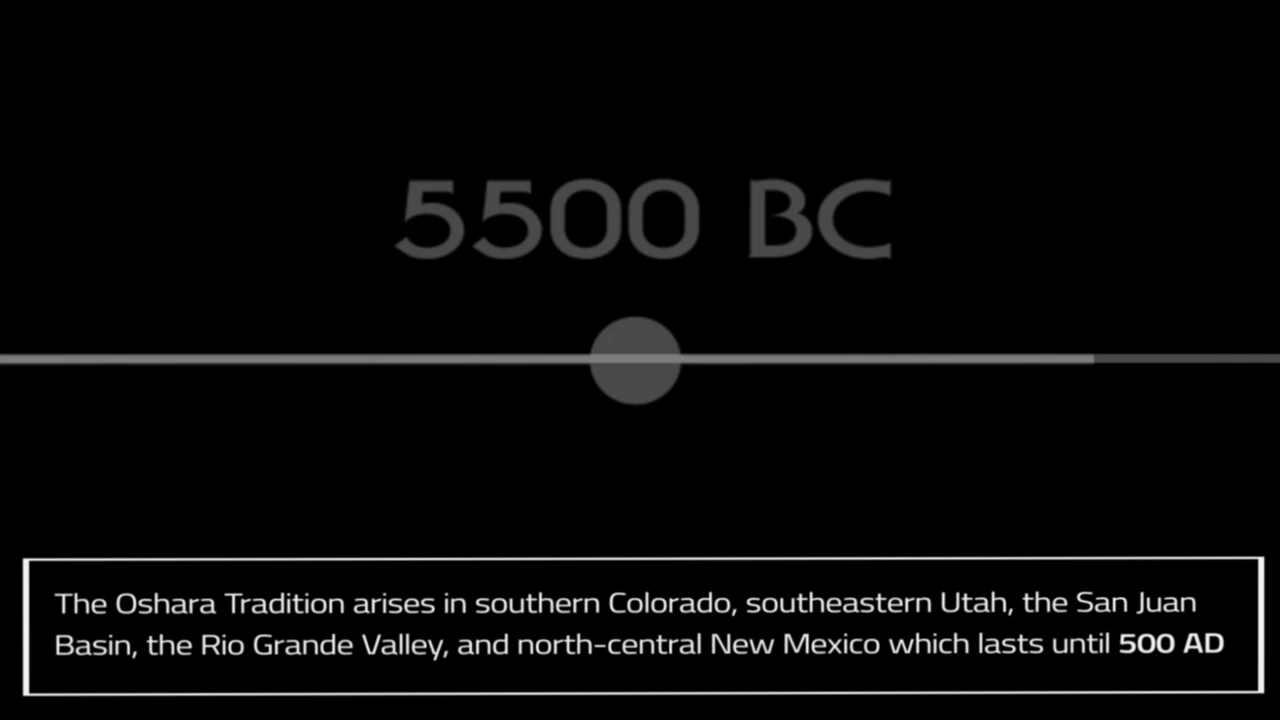 5500 BC
The Oshara Tradition arises in southern Colorado, southeastern Utah, the San Juan
Basin, the Rio Grande Valley, and north-central New Mexico which lasts until 500 AD